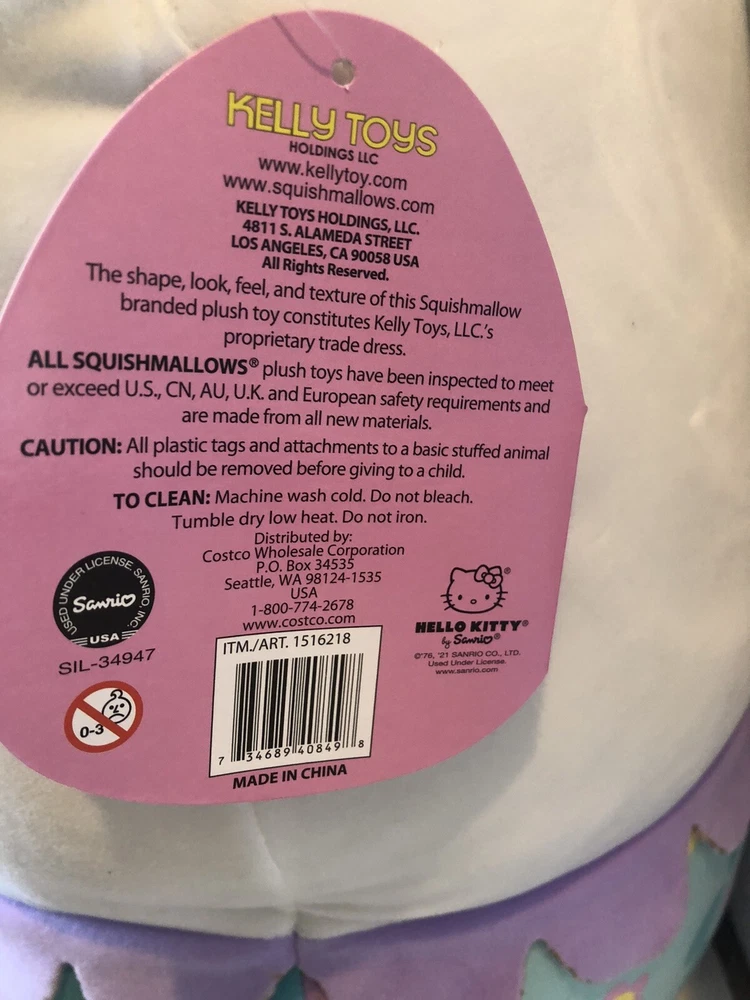 KELLY TOYS
HOLDINGS LLC
www.kellytoy.com
www.squishmallows.com
KELLY TOYS HOLDINGS, LLC.
4811 S. ALAMEDA STREET
LOS ANGELES, CA 90058 USA
All Rights Reserved.
The shape, look, feel, and texture of this Squishmallow
branded plush toy constitutes Kelly Toys, LLC.'s
proprietary trade dress.
ALL SQUISHMALLOWS® plush toys have been inspected to meet
or exceed U.S., CN, AU, U.K. and European safety requirements and
are made from all new materials.
CAUTION: All plastic tags and attachments to a basic stuffed animal
should be removed before giving to a child.
TO CLEAN: Machine wash cold. Do not bleach.
Tumble dry low heat. Do not iron.
Distributed by:
Costco Wholesale Corporation
P.O. Box 34535
Seattle, WA 98124-1535
USA
1-800-774-2678
www.costco.com
USED UNDER LICENSE SANRIO, INC.
Sanrio
USA
SIL-34947
0-3
ITM./ART. 1516218
7 34689 40849 8
MADE IN CHINA
HELLO KITTY®
by Sanrio®
©'76, '21 SANRIO CO., LTD.
Used Under License.
www.sanrio.com